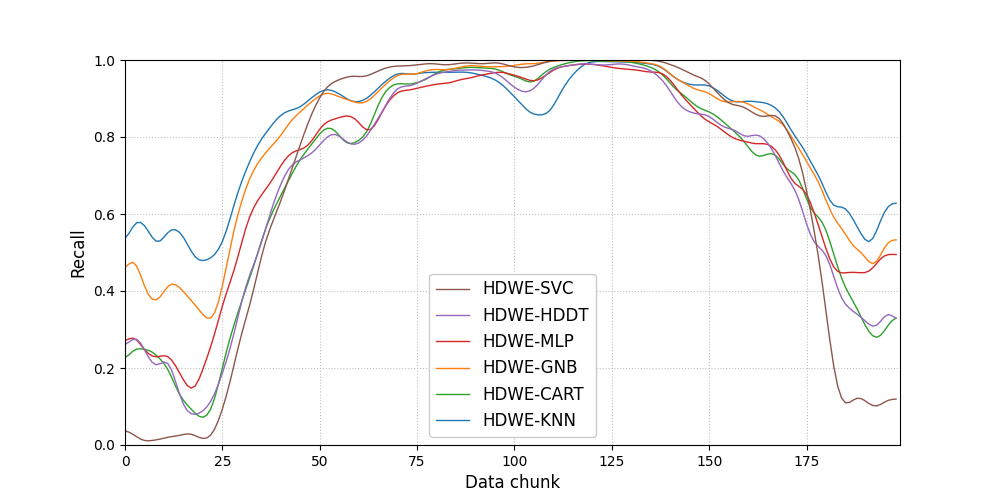 1.0
0.8
0.6
0.4
0.2
0.0
Recall
HDWE-SVC
HDWE-HDDT
HDWE-MLP
HDWE-GNB
HDWE-CART
HDWE-KNN
0 25 50 75 100 125 150 175
Data chunk